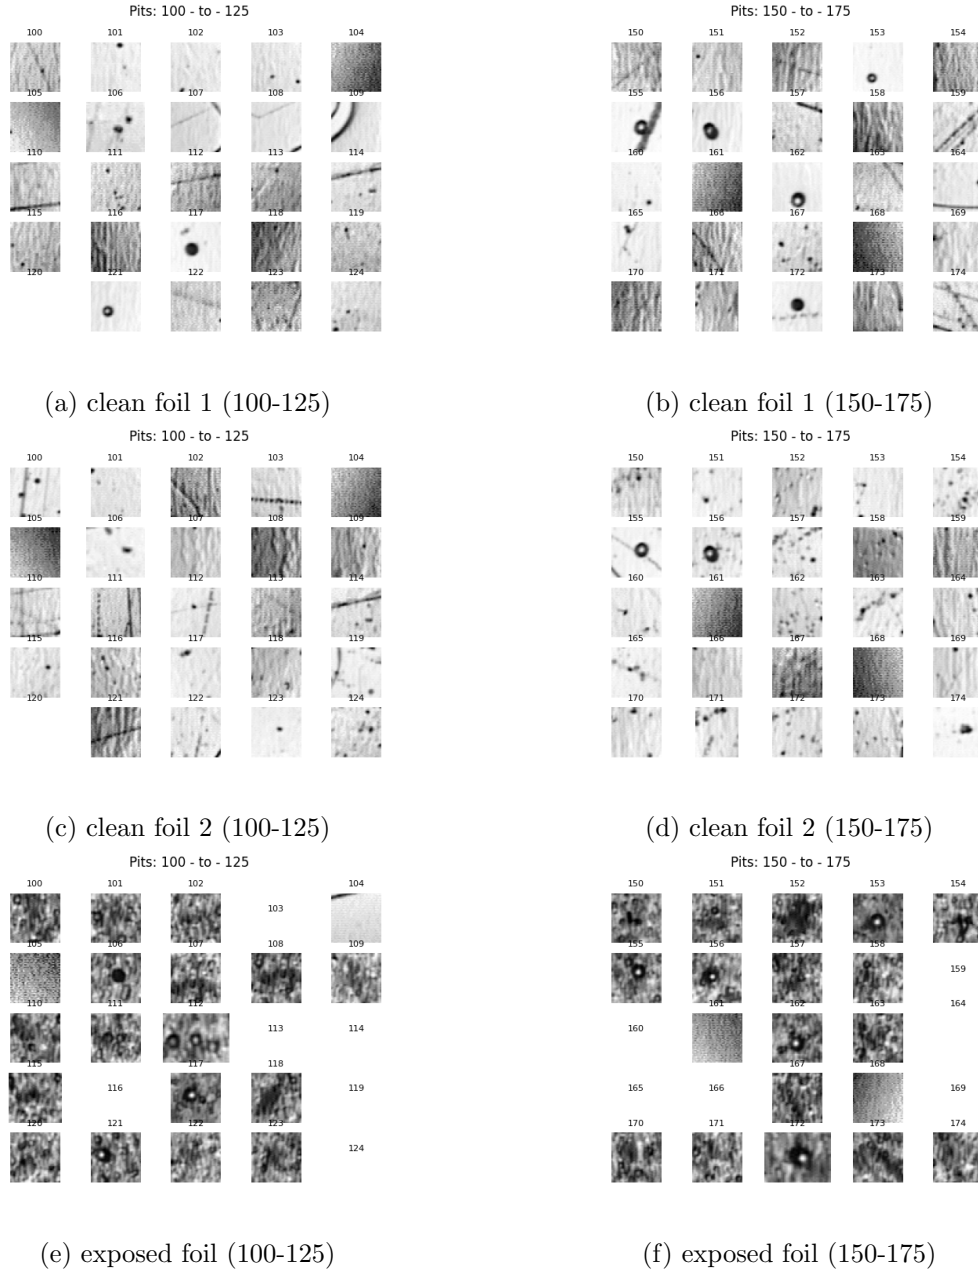 Pits: 100 - to - 125
100 101 102 103 104
105 106 107 108 109
110 111 112 113 114
115 116 117 118 119
120 121 122 123 124
(a) clean foil 1 (100-125)
Pits: 150 - to - 175
150 151 152 153 154
155 156 157 158 159
160 161 162 163 164
165 166 167 168 169
170 171 172 173 174
(b) clean foil 1 (150-175)
Pits: 100 - to - 125
100 101 102 103 104
105 106 107 108 109
110 111 112 113 114
115 116 117 118 119
120 121 122 123 124
(c) clean foil 2 (100-125)
Pits: 150 - to - 175
150 151 152 153 154
155 156 157 158 159
160 161 162 163 164
165 166 167 168 169
170 171 172 173 174
(d) clean foil 2 (150-175)
Pits: 100 - to - 125
100 101 102 103 104
105 106 107 108 109
110 111 112 113 114
115 116 117 118 119
120 121 122 123 124
(e) exposed foil (100-125)
Pits: 150 - to - 175
150 151 152 153 154
155 156 157 158 159
160 161 162 163 164
165 166 167 168 169
170 171 172 173 174
(f) exposed foil (150-175)